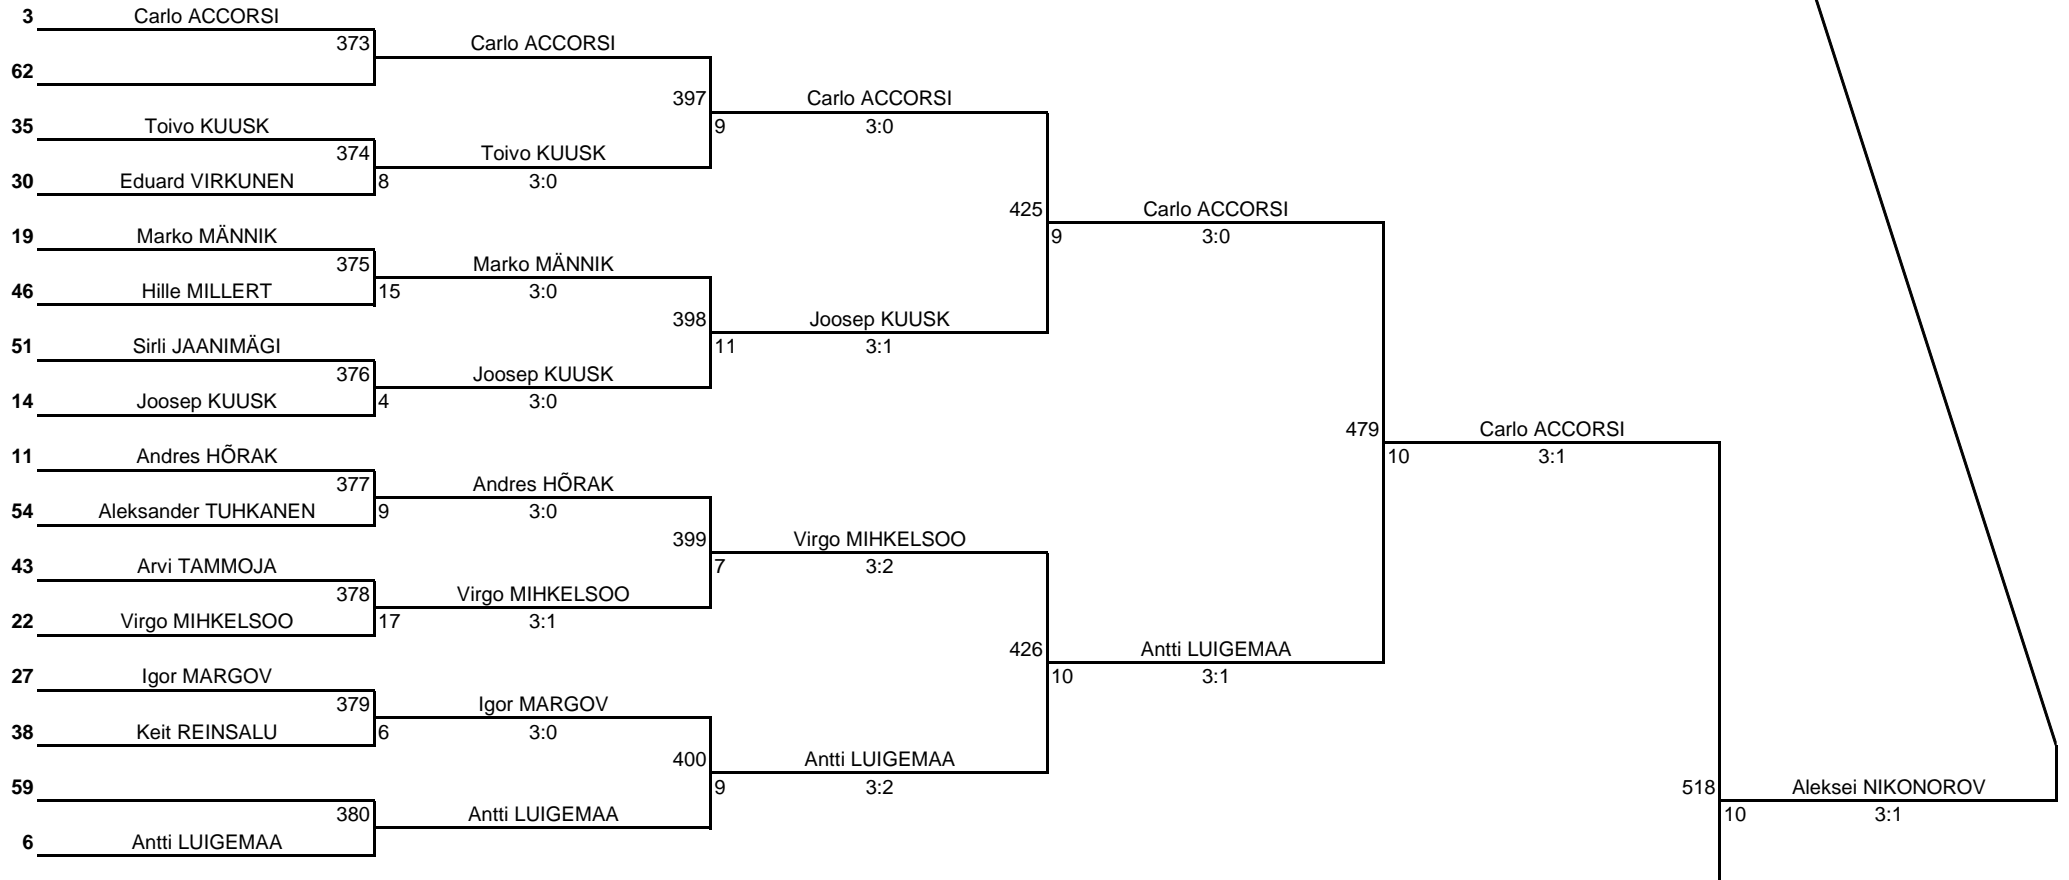 3 Carlo ACCORSI
373 Carlo ACCORSI
62
397 Carlo ACCORSI
35 Toivo KUUSK 9 3:0
374 Toivo KUUSK
30 Eduard VIRKUNEN 8 3:0
425 Carlo ACCORSI
19 Marko MÄNNIK 9 3:0
375 Marko MÄNNIK
46 Hille MILLERT 15 3:0
398 Joosep KUUSK
51 Sirli JAANIMÄGI 11 3:1
376 Joosep KUUSK
14 Joosep KUUSK 4 3:0
479 Carlo ACCORSI
11 Andres HÕRAK 10 3:1
377 Andres HÕRAK
54 Aleksander TUHKANEN 9 3:0
399 Virgo MIHKELSOO
43 Arvi TAMMOJA 7 3:2
378 Virgo MIHKELSOO
22 Virgo MIHKELSOO 17 3:1
426 Antti LUIGEMAA
27 Igor MARGOV 10 3:1
379 Igor MARGOV
38 Keit REINSALU 6 3:0
400 Antti LUIGEMAA
59 9 3:2 518 Aleksei NIKONOROV
380 Antti LUIGEMAA 10 3:1
6 Antti LUIGEMAA